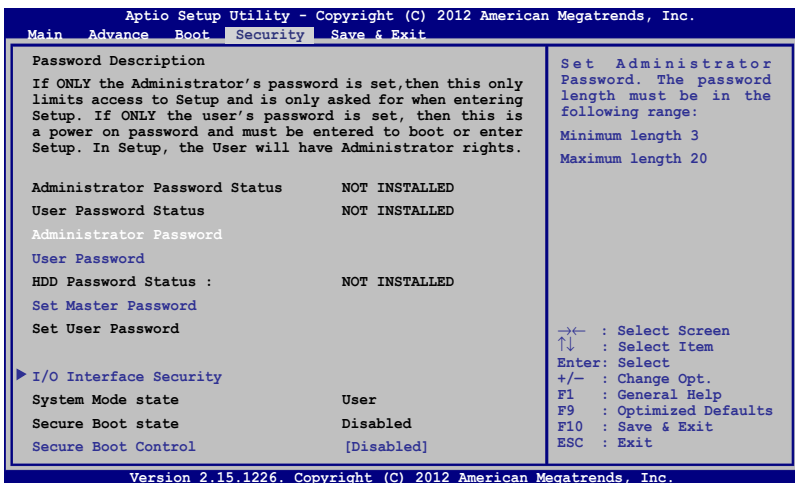 Aptio Setup Utility - Copyright (C) 2012 American Megatrends, Inc.
Main Advance Boot Security Save & Exit
Password Description
If ONLY the Administrator's password is set,then this only
limits access to Setup and is only asked for when entering
Setup. If ONLY the user's password is set, then this is
a power on password and must be entered to boot or enter
Setup. In Setup, the User will have Administrator rights.
Administrator Password Status NOT INSTALLED
User Password Status NOT INSTALLED
Administrator Password
User Password
HDD Password Status : NOT INSTALLED
Set Master Password
Set User Password
I/O Interface Security
System Mode state User
Secure Boot state Disabled
Secure Boot Control [Disabled]
Set Administrator
Password. The password
length must be in the
following range:
Minimum length 3
Maximum length 20
→← : Select Screen
↑↓ : Select Item
Enter: Select
+/— : Change Opt.
F1 : General Help
F9 : Optimized Defaults
F10 : Save & Exit
ESC : Exit
Version 2.15.1226. Copyright (C) 2012 American Megatrends, Inc.